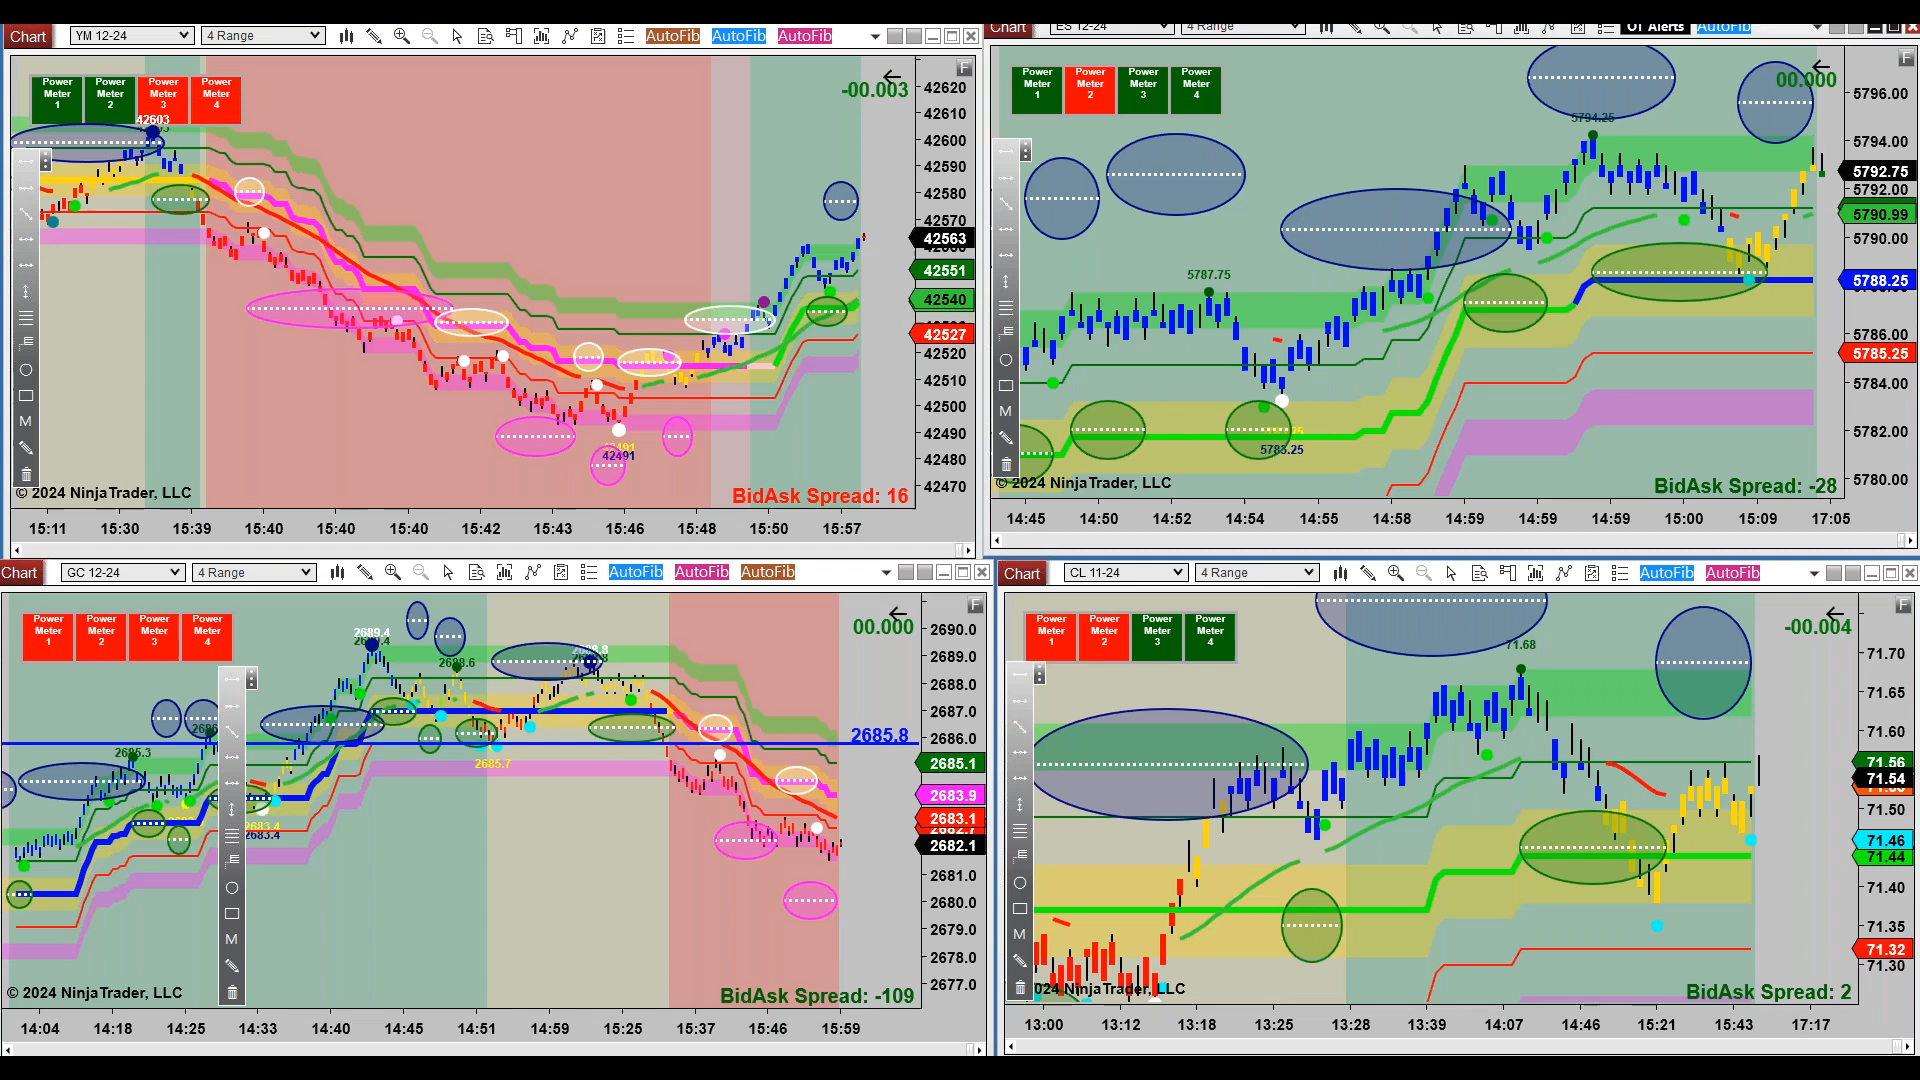 Chart YM 12-24 4 Range AutoFib AutoFib AutoFib
Power Meter 1 Power Meter 2 Power Meter 3 Power Meter 4
-00.003
42603
42491
42620
42610
42600
42590
42580
42570
42563
42551
42540
42527
42520
42510
42500
42490
42480
42470
M
© 2024 NinjaTrader, LLC
BidAsk Spread: 16
15:11 15:30 15:39 15:40 15:40 15:40 15:42 15:43 15:46 15:48 15:50 15:57
F
Chart ES 12-24 4 Range OT Alerts AutoFib
Power Meter 1 Power Meter 2 Power Meter 3 Power Meter 4
00.000
5794.25
5787.75
5783.25
5796.00
5794.00
5792.75
5792.00
5790.99
5790.00
5788.25
5786.00
5785.25
5784.00
5782.00
5780.00
M
© 2024 NinjaTrader, LLC
BidAsk Spread: -28
14:45 14:50 14:52 14:54 14:55 14:58 14:59 14:59 14:59 15:00 15:09 17:05
F
Chart GC 12-24 4 Range AutoFib AutoFib AutoFib
Power Meter 1 Power Meter 2 Power Meter 3 Power Meter 4
00.000
2689.4
2688.6
2685.3
2685.7
2683.4
2683.4
2685.8
2690.0
2689.0
2688.0
2687.0
2686.0
2685.1
2683.9
2683.1
2682.1
2681.0
2680.0
2679.0
2678.0
2677.0
M
© 2024 NinjaTrader, LLC
BidAsk Spread: -109
14:04 14:18 14:25 14:33 14:40 14:45 14:51 14:59 15:25 15:37 15:46 15:59
F
Chart CL 11-24 4 Range AutoFib AutoFib
Power Meter 1 Power Meter 2 Power Meter 3 Power Meter 4
-00.004
71.68
71.70
71.65
71.60
71.56
71.54
71.50
71.46
71.44
71.40
71.35
71.32
71.30
M
024 NinjaTrader, LLC
BidAsk Spread: 2
13:00 13:12 13:18 13:25 13:28 13:39 14:07 14:46 15:21 15:43 17:17
F